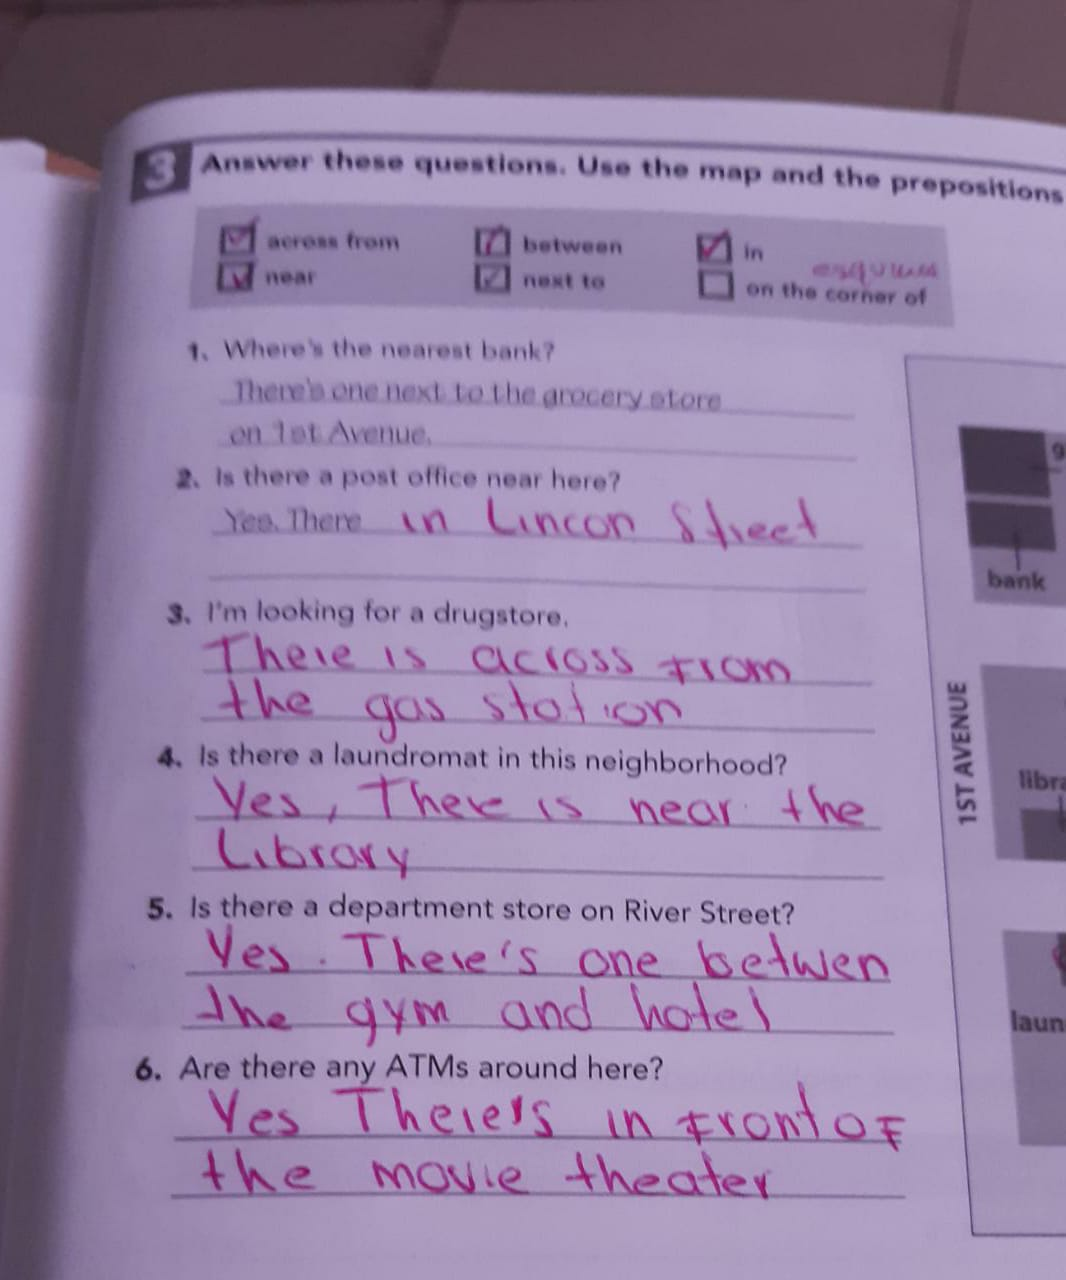 3 Answer these questions. Use the map and the prepositions
across from between in
esquina
near next to on the corner of
1. Where's the nearest bank?
There's one next to the grocery store
on 1st Avenue.
2. Is there a post office near here?
Yes. There in Lincon Street
3. I'm looking for a drugstore.
There is across from
the gas station
4. Is there a laundromat in this neighborhood?
Yes, There is near the
Library
5. Is there a department store on River Street?
Yes. There's one betwen
the gym and hotel
6. Are there any ATMs around here?
Yes There's in front of
the movie theater
g
bank
1ST AVENUE
libra
laun